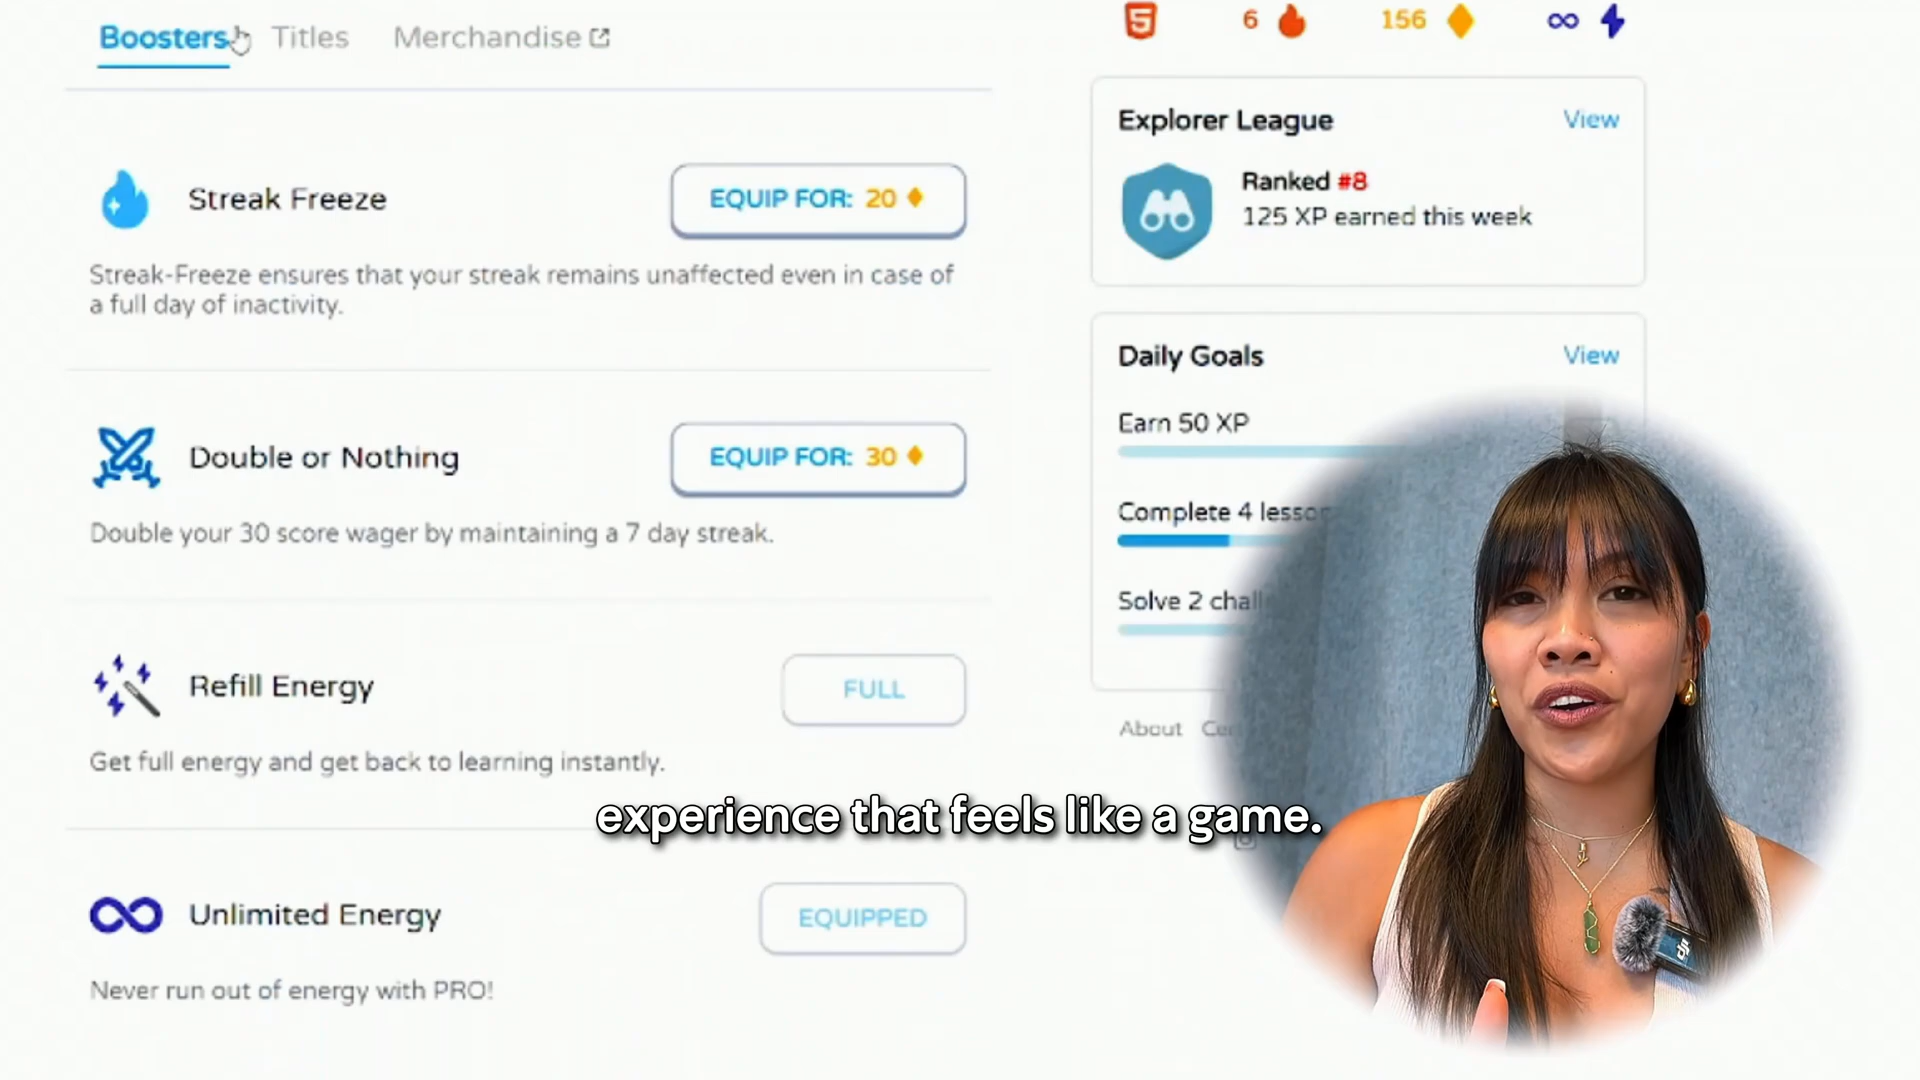 Boosters Titles Merchandise
5 6 156 ∞
Streak Freeze
EQUIP FOR: 20
Streak-Freeze ensures that your streak remains unaffected even in case of
a full day of inactivity.
Double or Nothing
EQUIP FOR: 30
Double your 30 score wager by maintaining a 7 day streak.
Refill Energy
FULL
Get full energy and get back to learning instantly.
Unlimited Energy
EQUIPPED
Never run out of energy with PRO!
Explorer League
View
Ranked #8
125 XP earned this week
Daily Goals
View
Earn 50 XP
Complete 4 lesso
Solve 2 chall
About
experience that feels like a game.